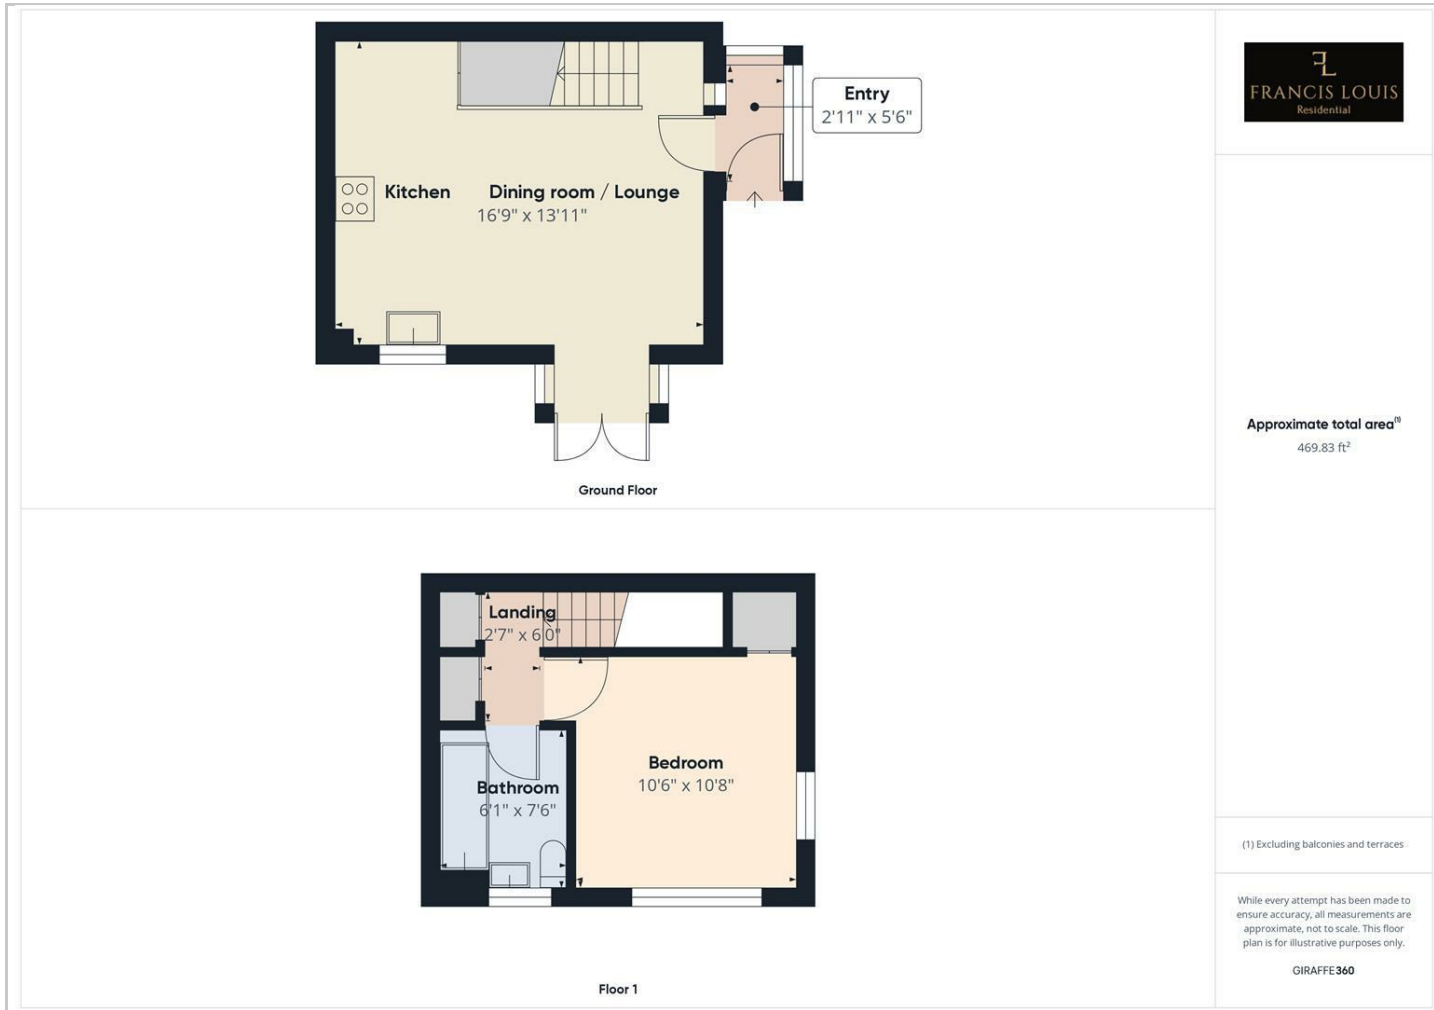 Entry
2'11" x 5'6"
Kitchen
Dining room / Lounge
16'9" x 13'11"
Ground Floor
Landing
2'7" x 6'0"
Bedroom
10'6" x 10'8"
Bathroom
6'1" x 7'6"
Floor 1
FL
FRANCIS LOUIS
Residential
Approximate total area(1)
469.83 ft²
(1) Excluding balconies and terraces
While every attempt has been made to
ensure accuracy, all measurements are
approximate, not to scale. This floor
plan is for illustrative purposes only.
GIRAFFE360